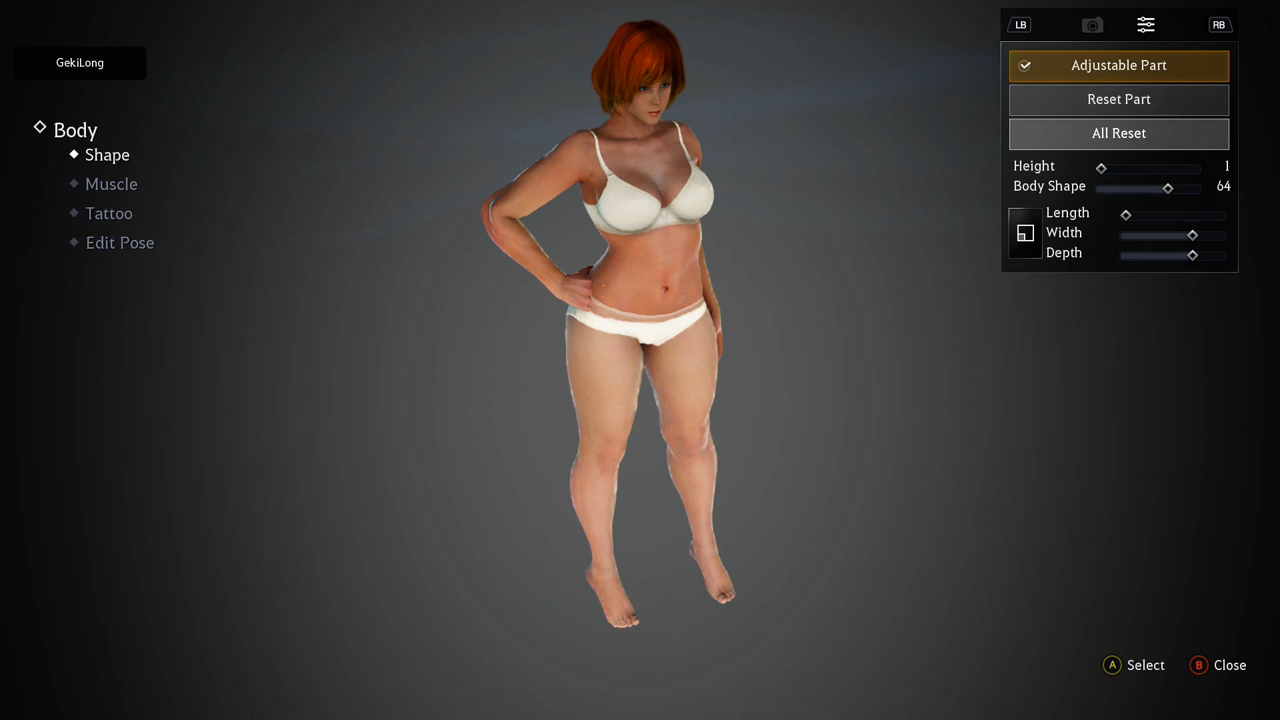 GekiLong
Body
Shape
Muscle
Tattoo
Edit Pose
LB
RB
Adjustable Part
Reset Part
All Reset
Height 1
Body Shape 64
Length
Width
Depth
A Select B Close